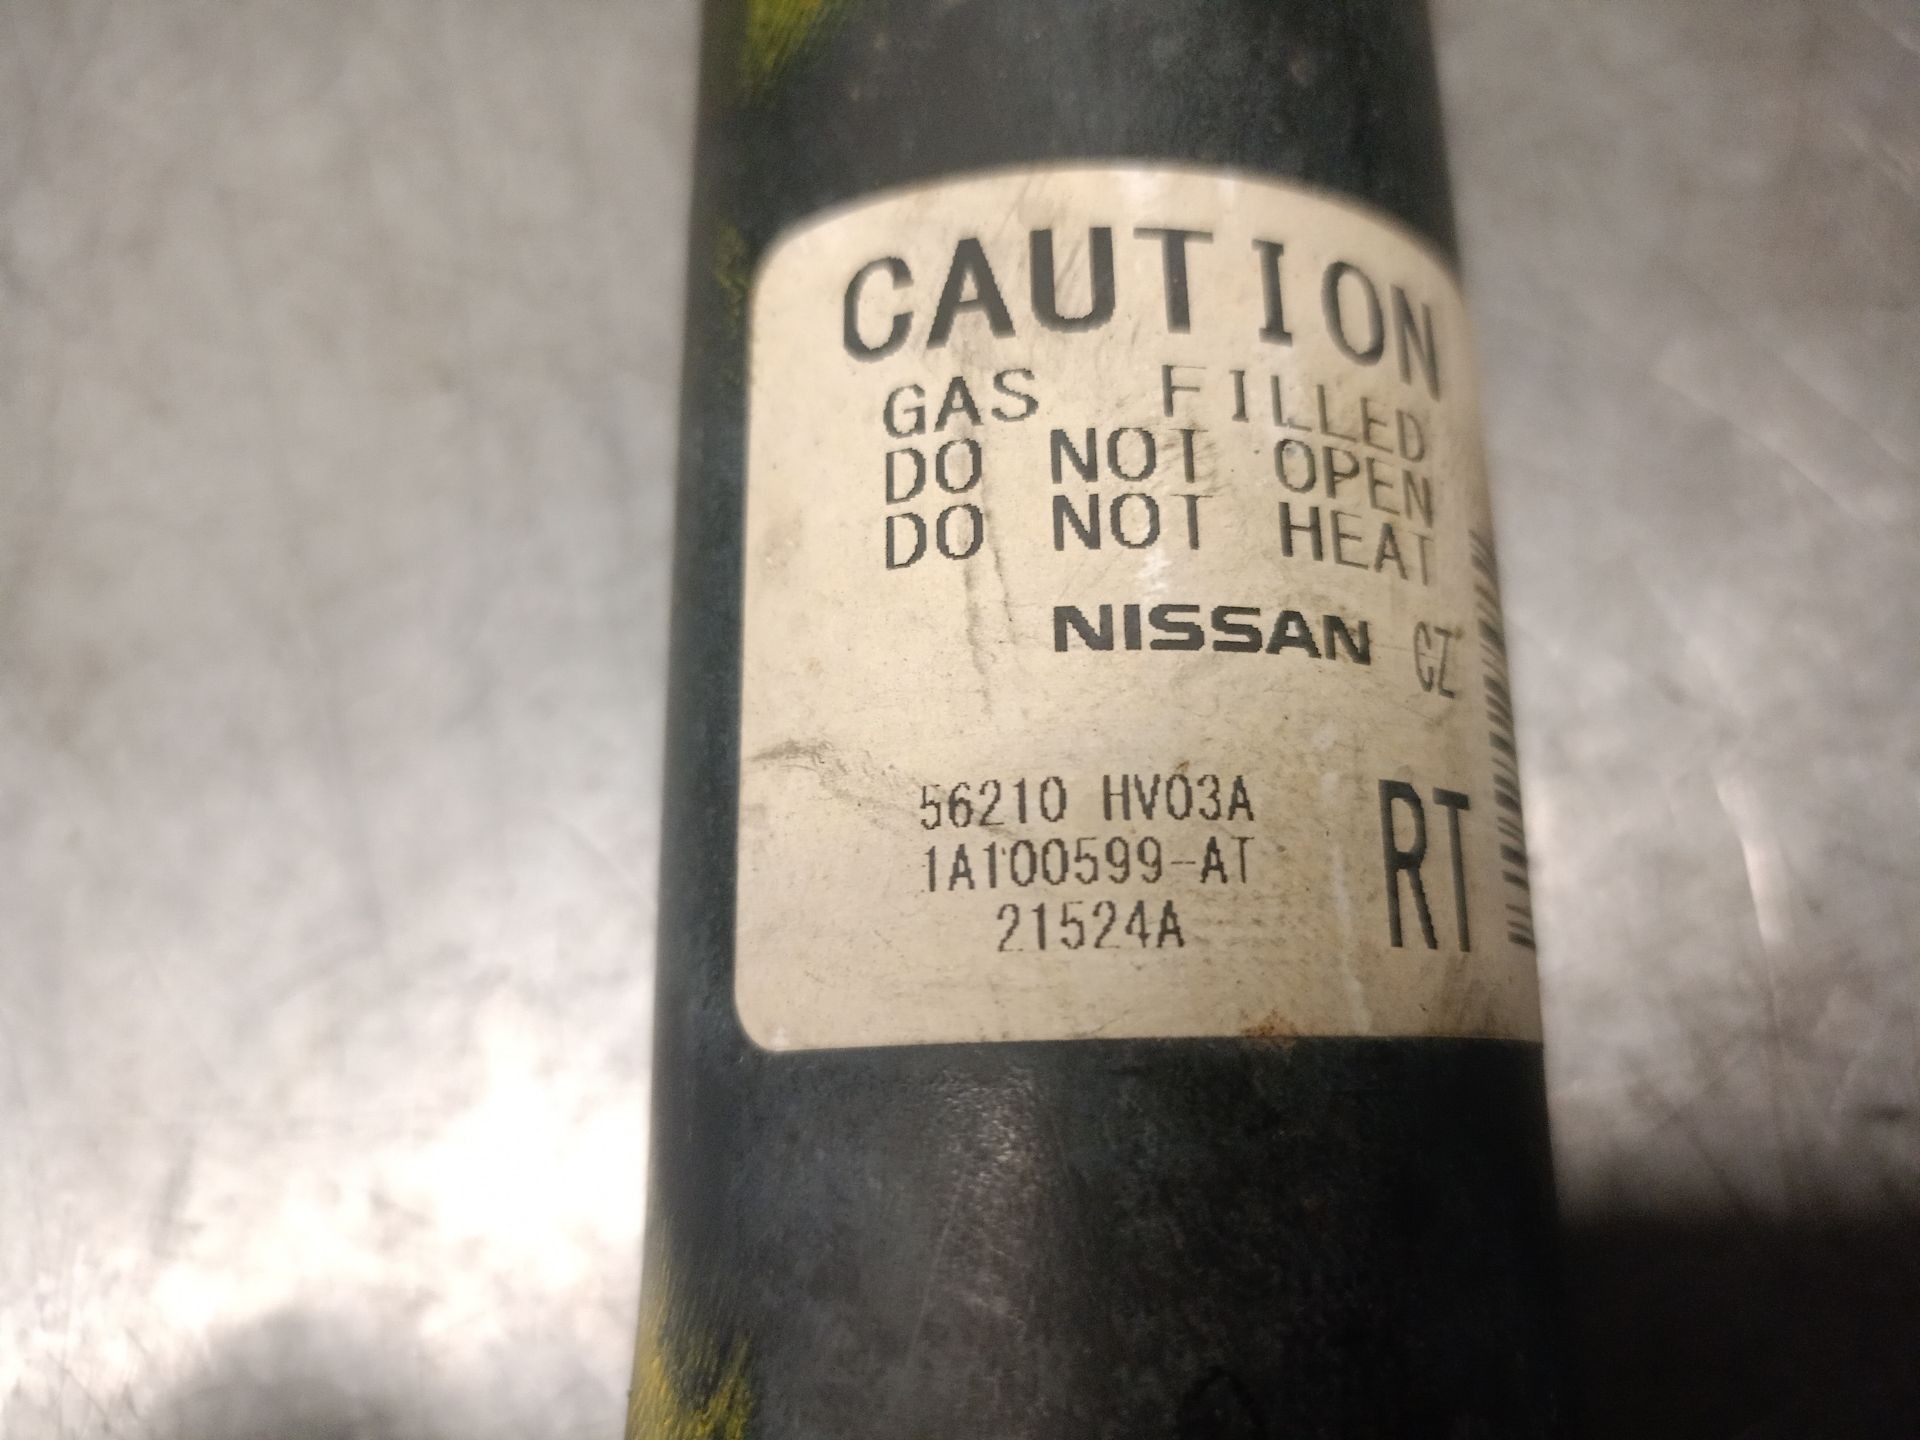 CAUTION
GAS FILLED
DO NOT OPEN
DO NOT HEAT
NISSAN CZ
56210 HV03A
1A100599-AT
RT
21524A